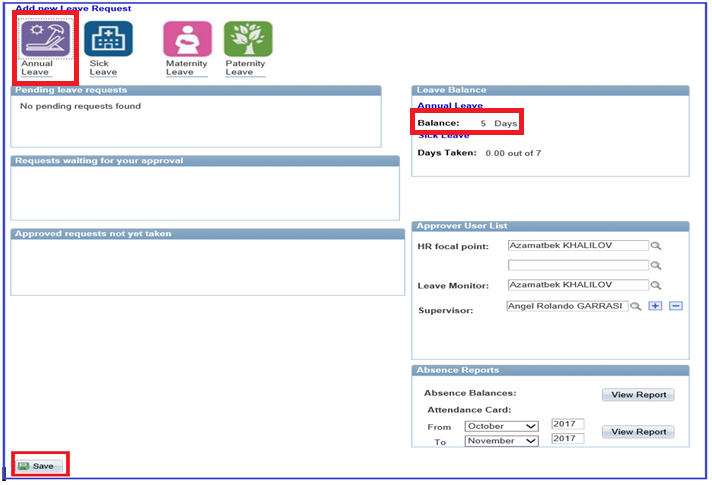 Add new Leave Request
Annual Leave
Sick Leave
Maternity Leave
Paternity Leave
Pending leave requests
No pending requests found
Requests waiting for your approval
Approved requests not yet taken
Leave Balance
Annual Leave
Balance: 5 Days
Sick Leave
Days Taken: 0.00 out of 7
Approver User List
HR focal point: Azamatbek KHALILOV
Leave Monitor: Azamatbek KHALILOV
Supervisor: Angel Rolando GARRASI
Absence Reports
Absence Balances: View Report
Attendance Card:
From October 2017
To November 2017 View Report
Save